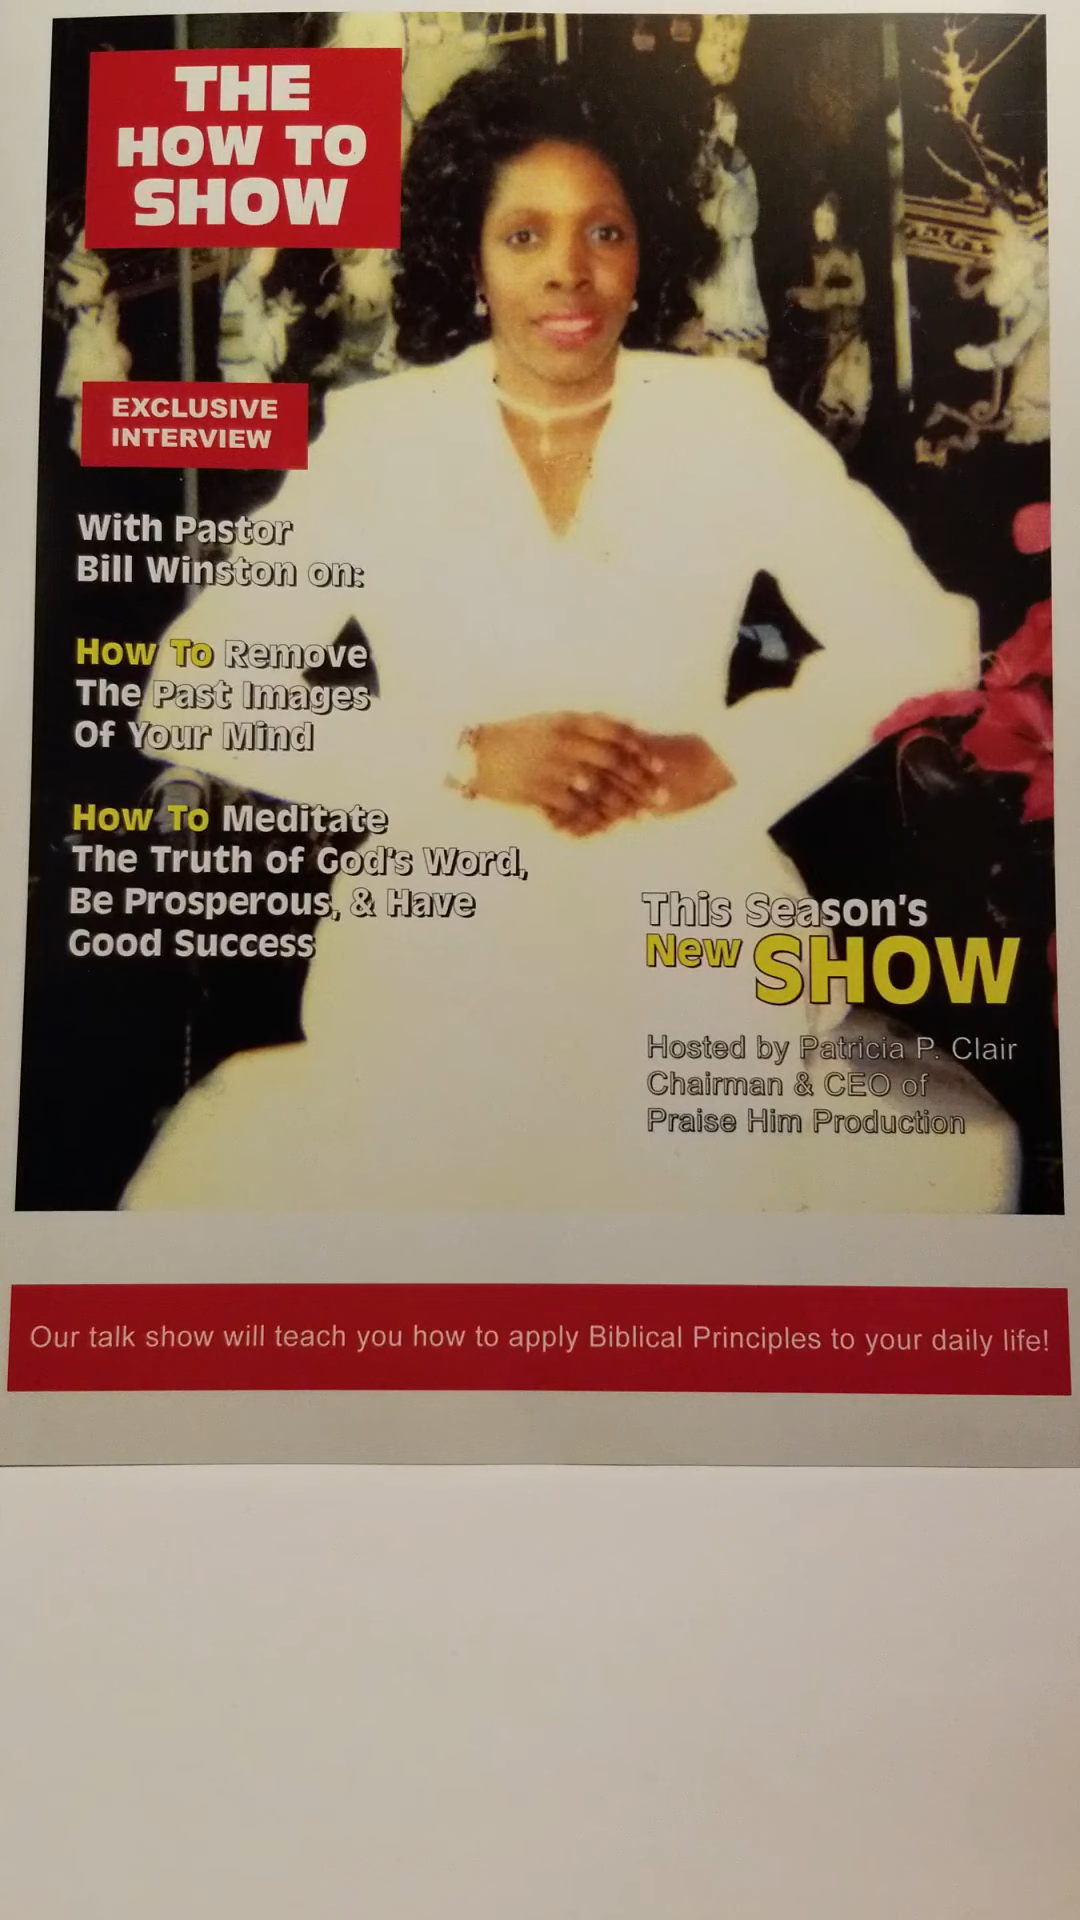 THE
HOW TO
SHOW
EXCLUSIVE
INTERVIEW
With Pastor
Bill Winston on:
How To Remove
The Past Images
Of Your Mind
How To Meditate
The Truth of God's Word,
Be Prosperous, & Have
Good Success
This Season's
New SHOW
Hosted by Patricia P. Clair
Chairman & CEO of
Praise Him Production
Our talk show will teach you how to apply Biblical Principles to your daily life!